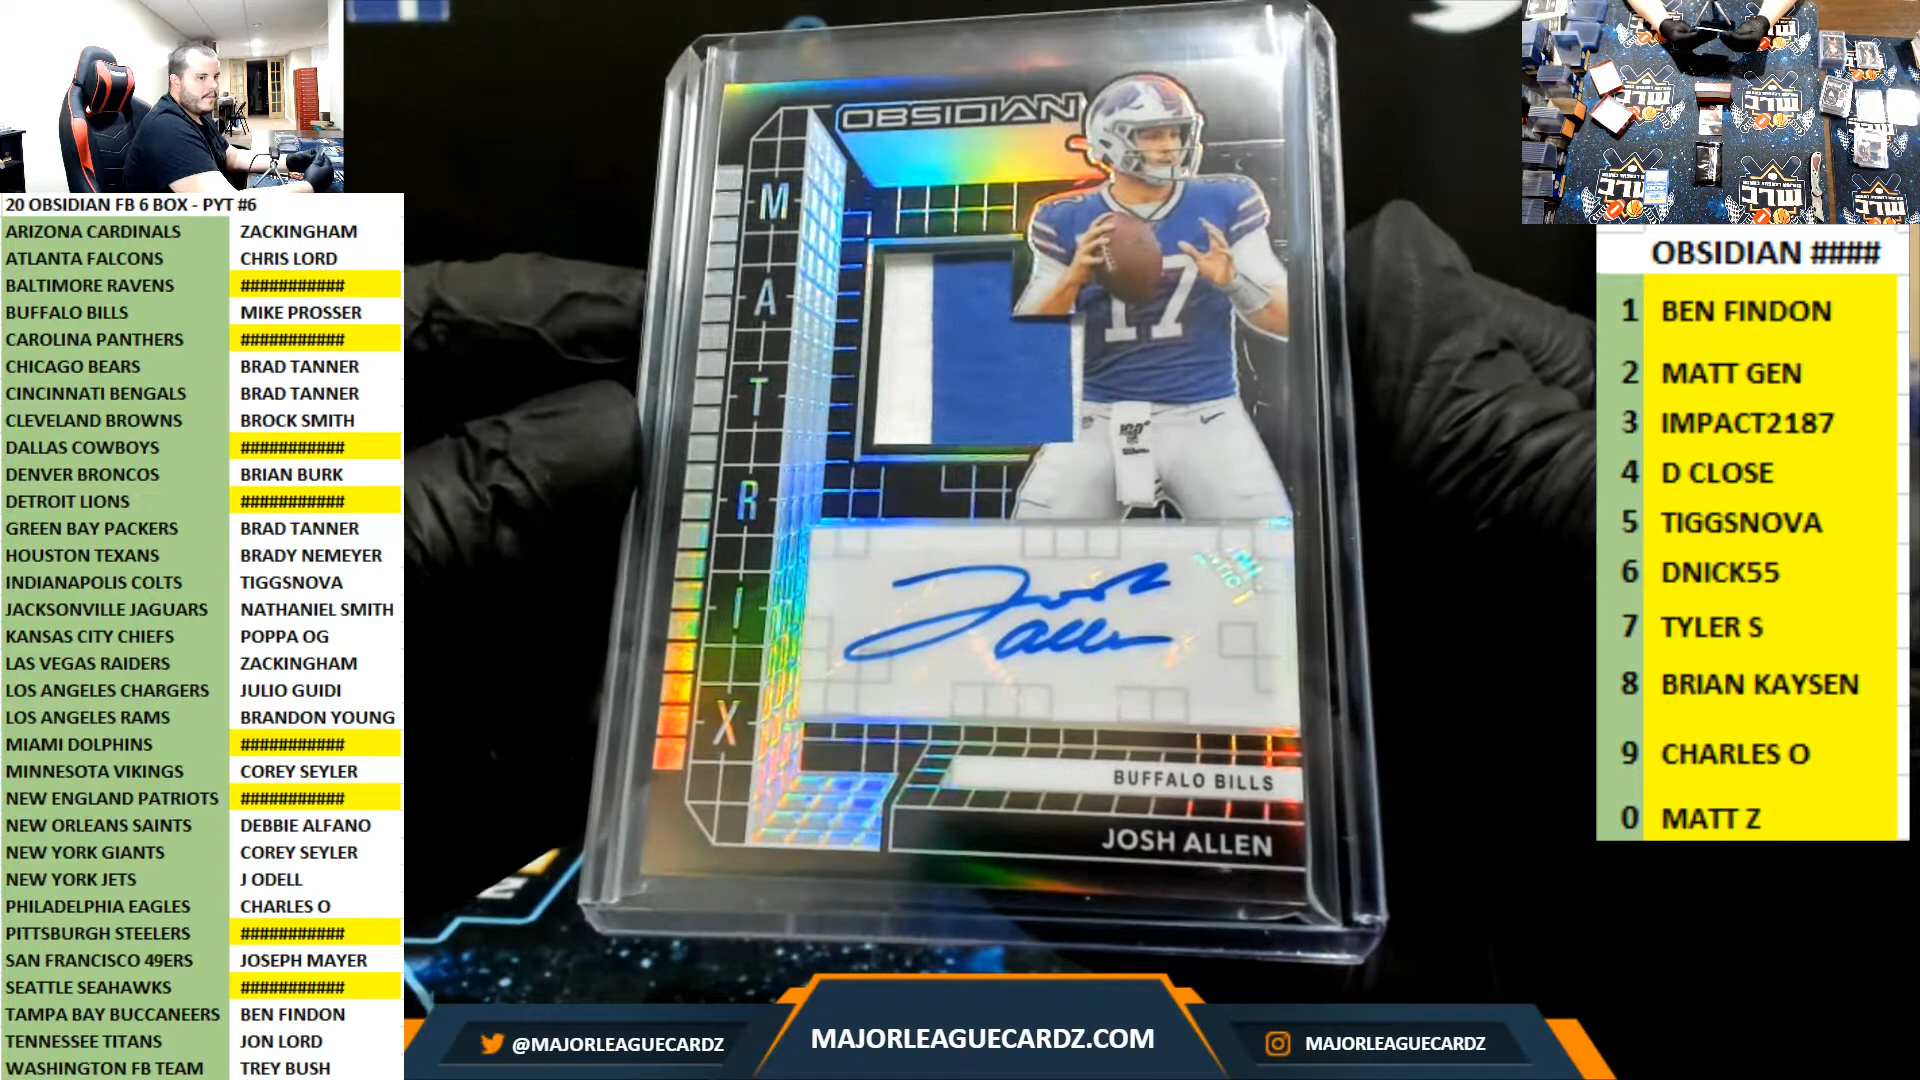 20 OBSIDIAN FB 6 BOX - PYT #6
ARIZONA CARDINALS ZACKINGHAM
ATLANTA FALCONS CHRIS LORD
BALTIMORE RAVENS ###########
BUFFALO BILLS MIKE PROSSER
CAROLINA PANTHERS ###########
CHICAGO BEARS BRAD TANNER
CINCINNATI BENGALS BRAD TANNER
CLEVELAND BROWNS BROCK SMITH
DALLAS COWBOYS ###########
DENVER BRONCOS BRIAN BURK
DETROIT LIONS ###########
GREEN BAY PACKERS BRAD TANNER
HOUSTON TEXANS BRADY NEMEYER
INDIANAPOLIS COLTS TIGGSNOVA
JACKSONVILLE JAGUARS NATHANIEL SMITH
KANSAS CITY CHIEFS POPPA OG
LAS VEGAS RAIDERS ZACKINGHAM
LOS ANGELES CHARGERS JULIO GUIDI
LOS ANGELES RAMS BRANDON YOUNG
MIAMI DOLPHINS ###########
MINNESOTA VIKINGS COREY SEYLER
NEW ENGLAND PATRIOTS ###########
NEW ORLEANS SAINTS DEBBIE ALFANO
NEW YORK GIANTS COREY SEYLER
NEW YORK JETS J ODELL
PHILADELPHIA EAGLES CHARLES O
PITTSBURGH STEELERS ###########
SAN FRANCISCO 49ERS JOSEPH MAYER
SEATTLE SEAHAWKS ###########
TAMPA BAY BUCCANEERS BEN FINDON
TENNESSEE TITANS JON LORD
WASHINGTON FB TEAM TREY BUSH
OBSIDIAN
MATRIX
17
17
100
Josh
Allen
BUFFALO BILLS
JOSH ALLEN
OBSIDIAN ####
1 BEN FINDON
2 MATT GEN
3 IMPACT2187
4 D CLOSE
5 TIGGSNOVA
6 DNICK55
7 TYLER S
8 BRIAN KAYSEN
9 CHARLES O
0 MATT Z
@MAJORLEAGUECARDZ
MAJORLEAGUECARDZ.COM
MAJORLEAGUECARDZ